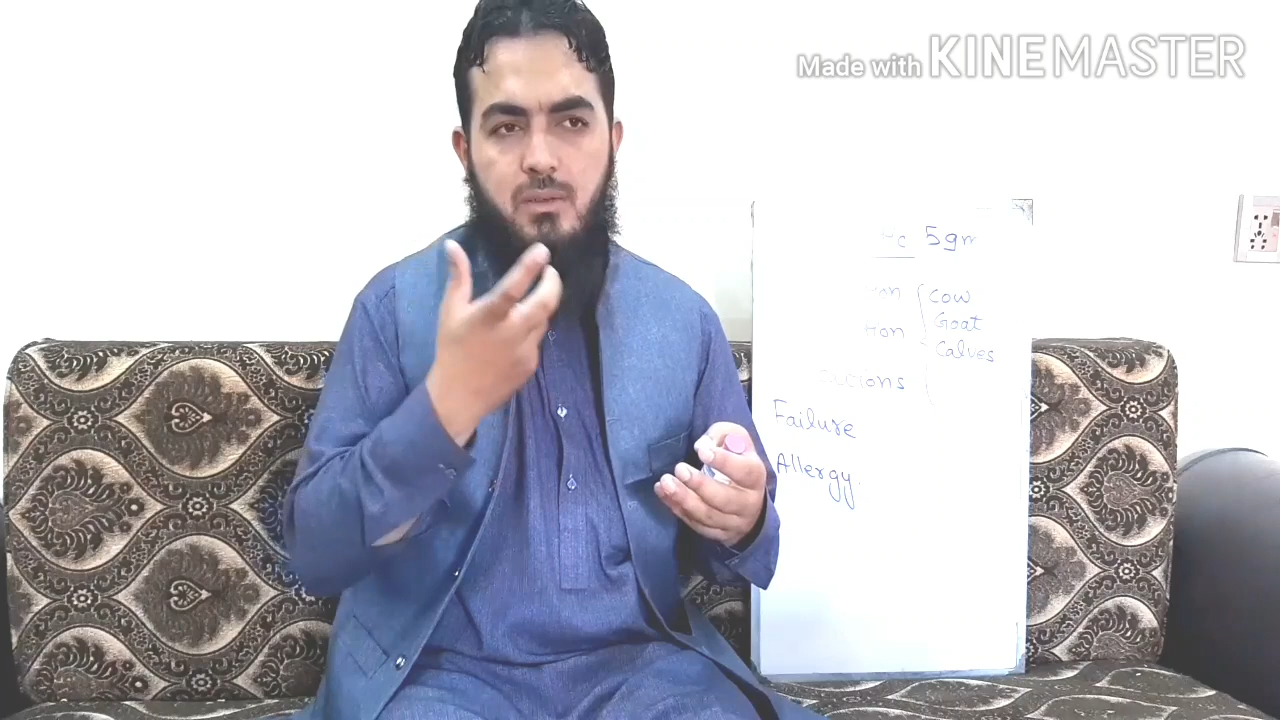 Made with KINEMASTER
5gm
Cow
Goat
Calves
Failure
Allergy